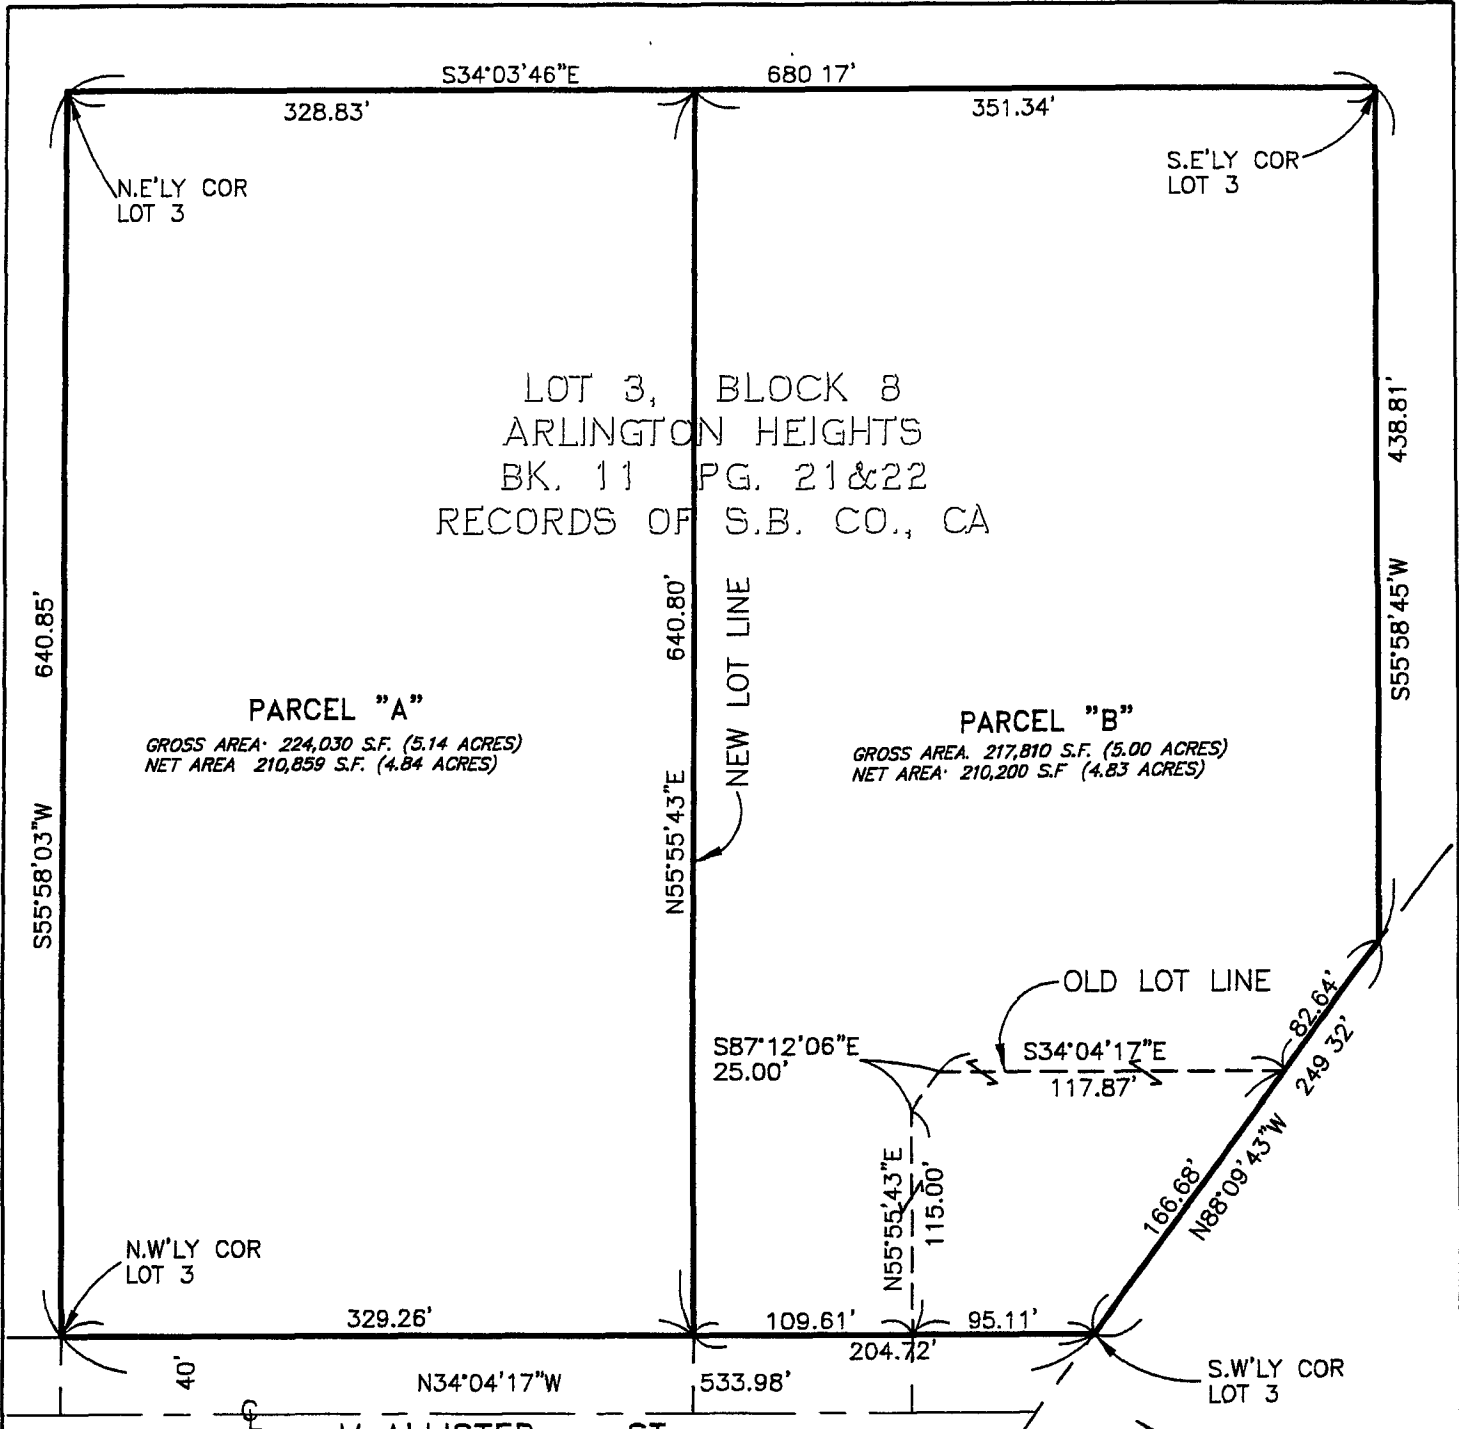 S34°03'46"E 680 17'
328.83' 351.34'
N.E'LY COR
LOT 3
S.E'LY COR
LOT 3
LOT 3, BLOCK 8
ARLINGTON HEIGHTS
BK. 11 PG. 21&22
RECORDS OF S.B. CO., CA
438.81'
S55°58'45'W
640.85'
S55°58'03"W
640.80'
N55°55'43"E
NEW LOT LINE
PARCEL "A"
GROSS AREA· 224,030 S.F. (5.14 ACRES)
NET AREA 210,859 S.F. (4.84 ACRES)
PARCEL "B"
GROSS AREA. 217,810 S.F. (5.00 ACRES)
NET AREA· 210,200 S.F (4.83 ACRES)
OLD LOT LINE
S87°12'06"E
25.00'
S34°04'17"E
117.87'
82.64'
249 32'
166.68'
N88°09'43"W
N55°55'43"E
115.00'
N.W'LY COR
LOT 3
329.26' 109.61' 95.11'
204.72'
S.W'LY COR
LOT 3
40'
N34°04'17"W 533.98'